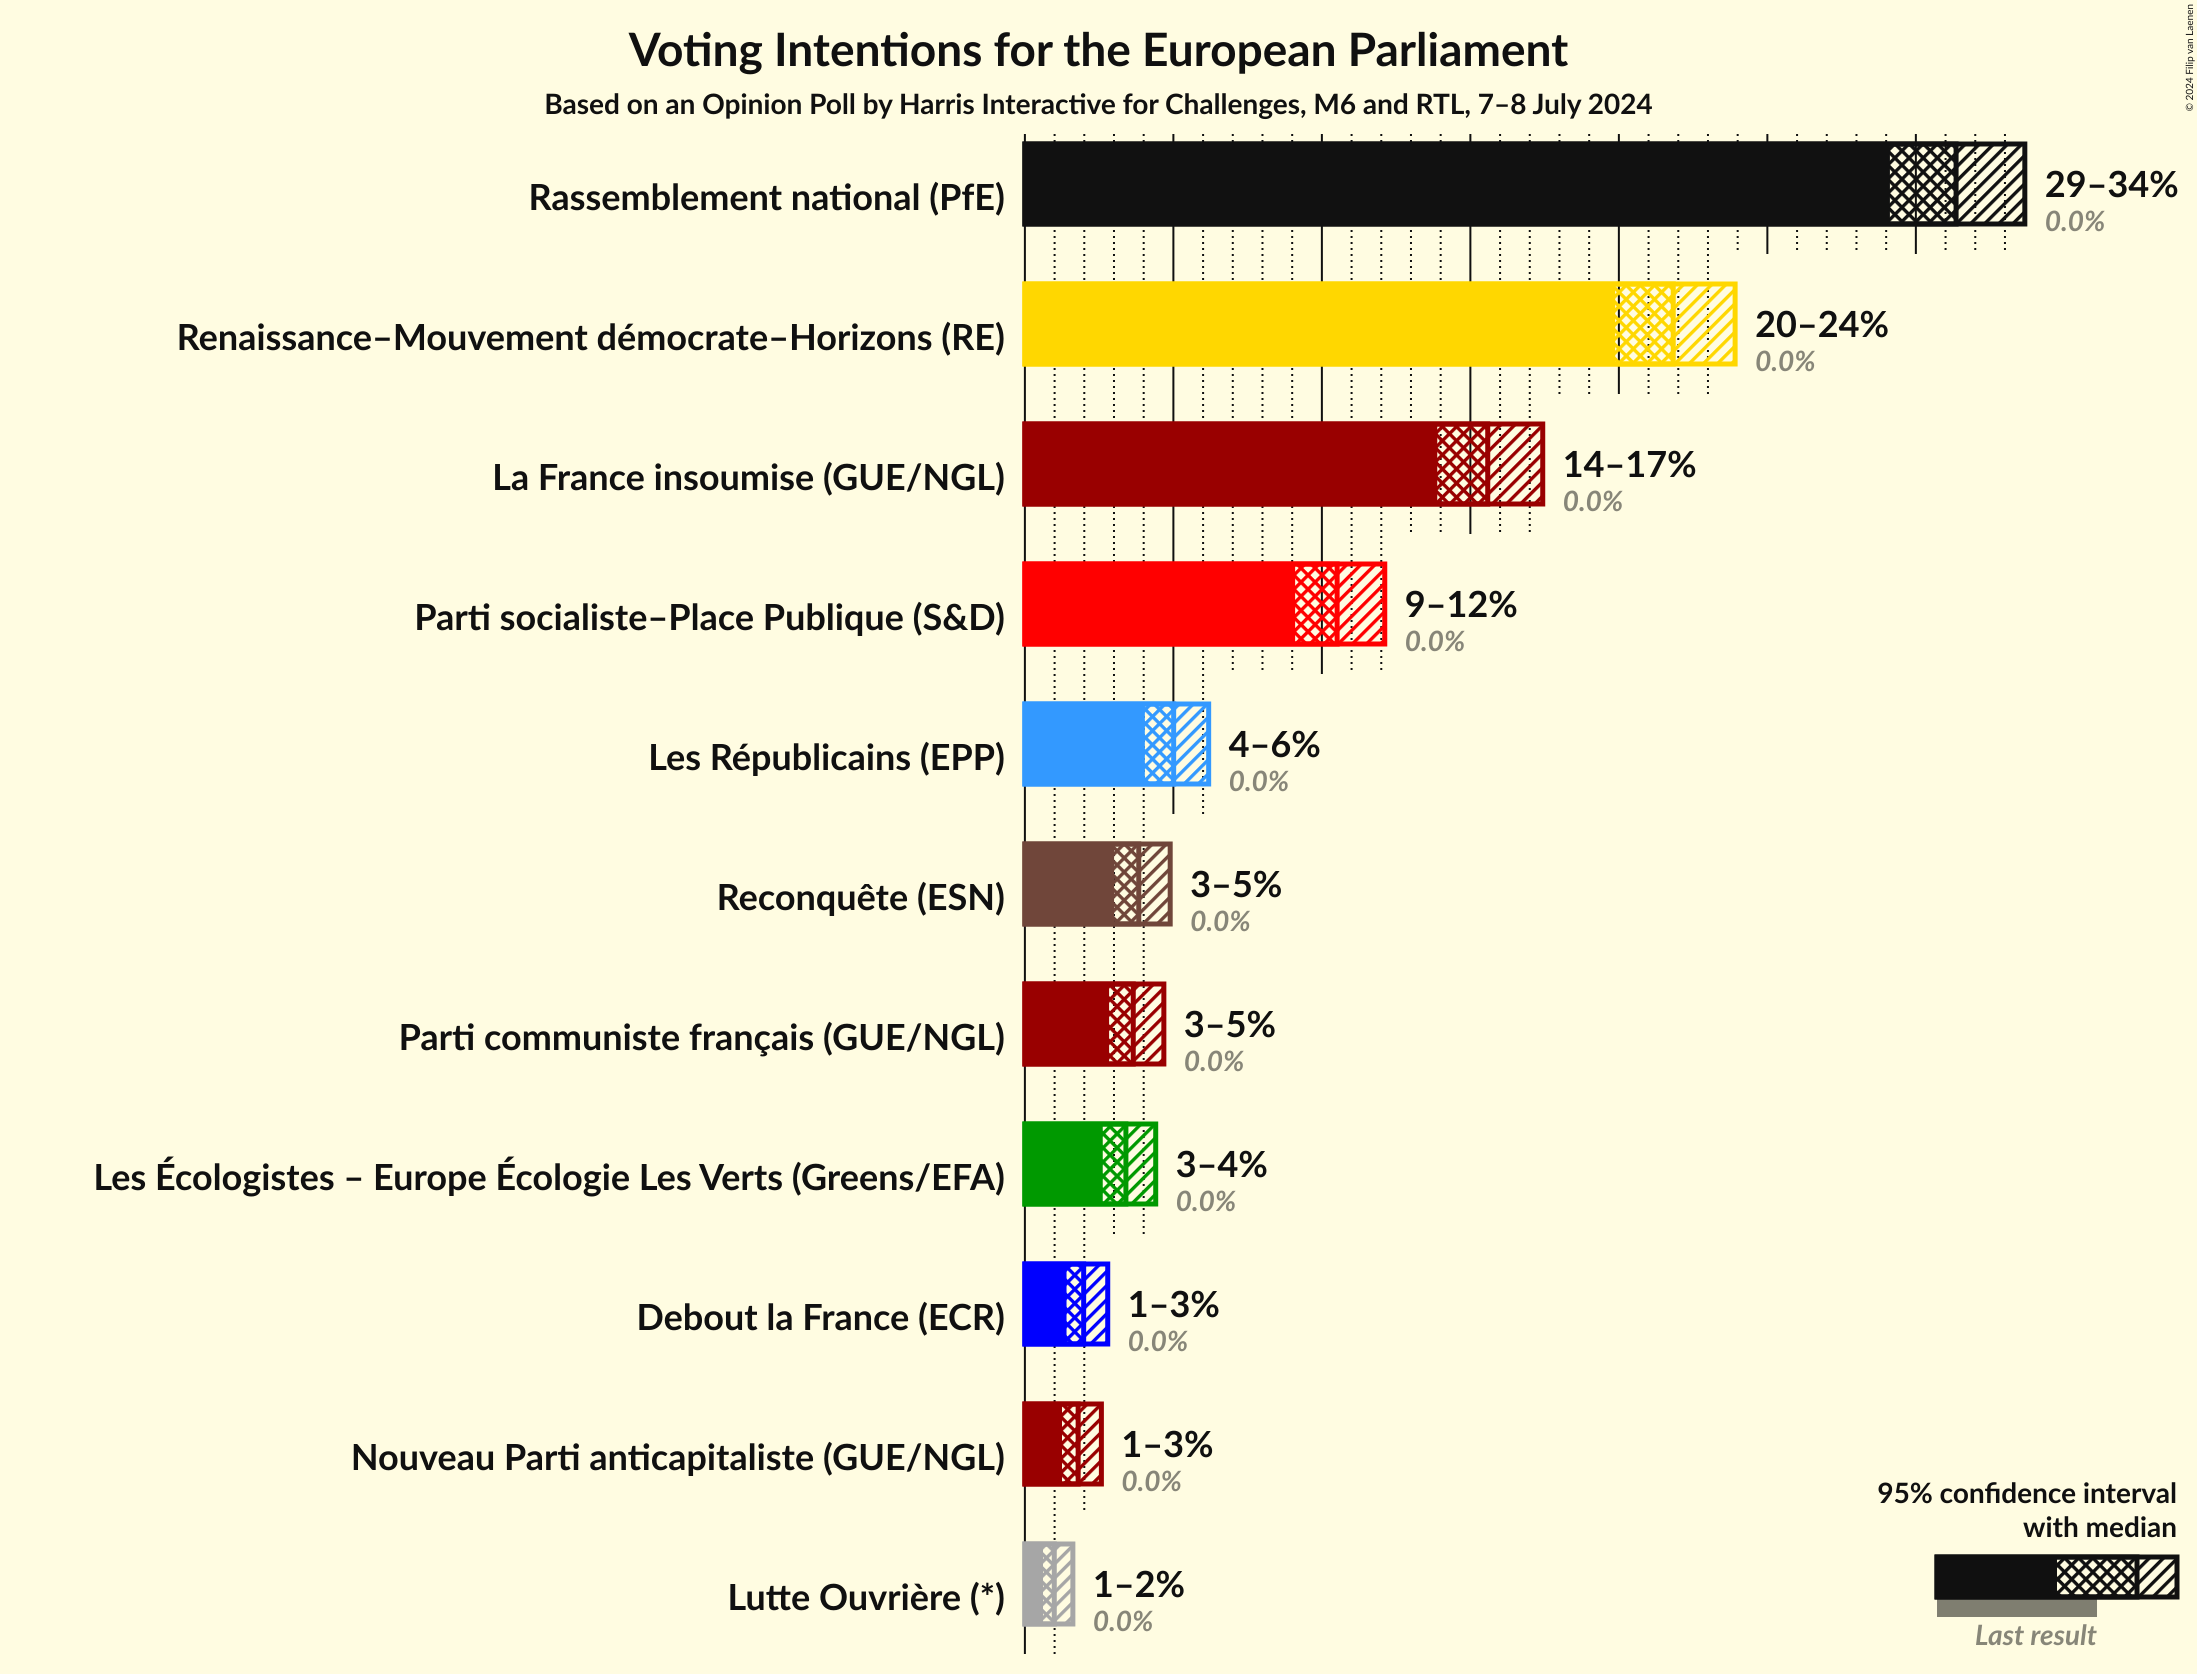 Voting Intentions for the European Parliament
Based on an Opinion Poll by Harris Interactive for Challenges, M6 and RTL, 7–8 July 2024
© 2024 Filip van Laenen
Rassemblement national (PfE)
29–34%
0.0%
Renaissance–Mouvement démocrate–Horizons (RE)
20–24%
0.0%
La France insoumise (GUE/NGL)
14–17%
0.0%
Parti socialiste–Place Publique (S&D)
9–12%
0.0%
Les Républicains (EPP)
4–6%
0.0%
Reconquête (ESN)
3–5%
0.0%
Parti communiste français (GUE/NGL)
3–5%
0.0%
Les Écologistes – Europe Écologie Les Verts (Greens/EFA)
3–4%
0.0%
Debout la France (ECR)
1–3%
0.0%
Nouveau Parti anticapitaliste (GUE/NGL)
1–3%
0.0%
Lutte Ouvrière (*)
1–2%
0.0%
95% confidence interval
with median
Last result